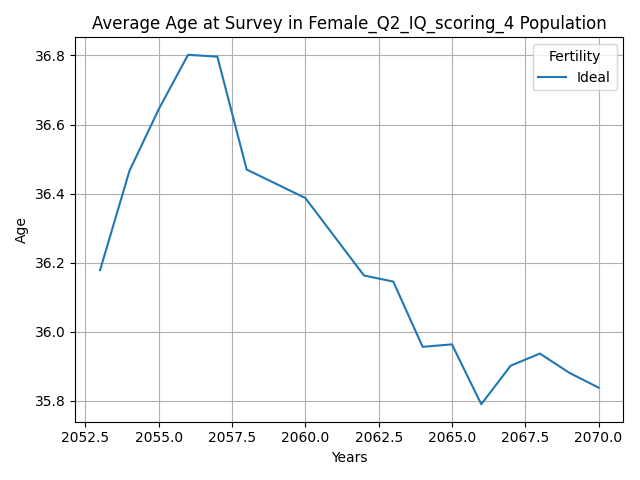 Average Age at Survey in Female_Q2_IQ_scoring_4 Population
Fertility
Ideal
Age
36.8
36.6
36.4
36.2
36.0
35.8
2052.5 2055.0 2057.5 2060.0 2062.5 2065.0 2067.5 2070.0
Years